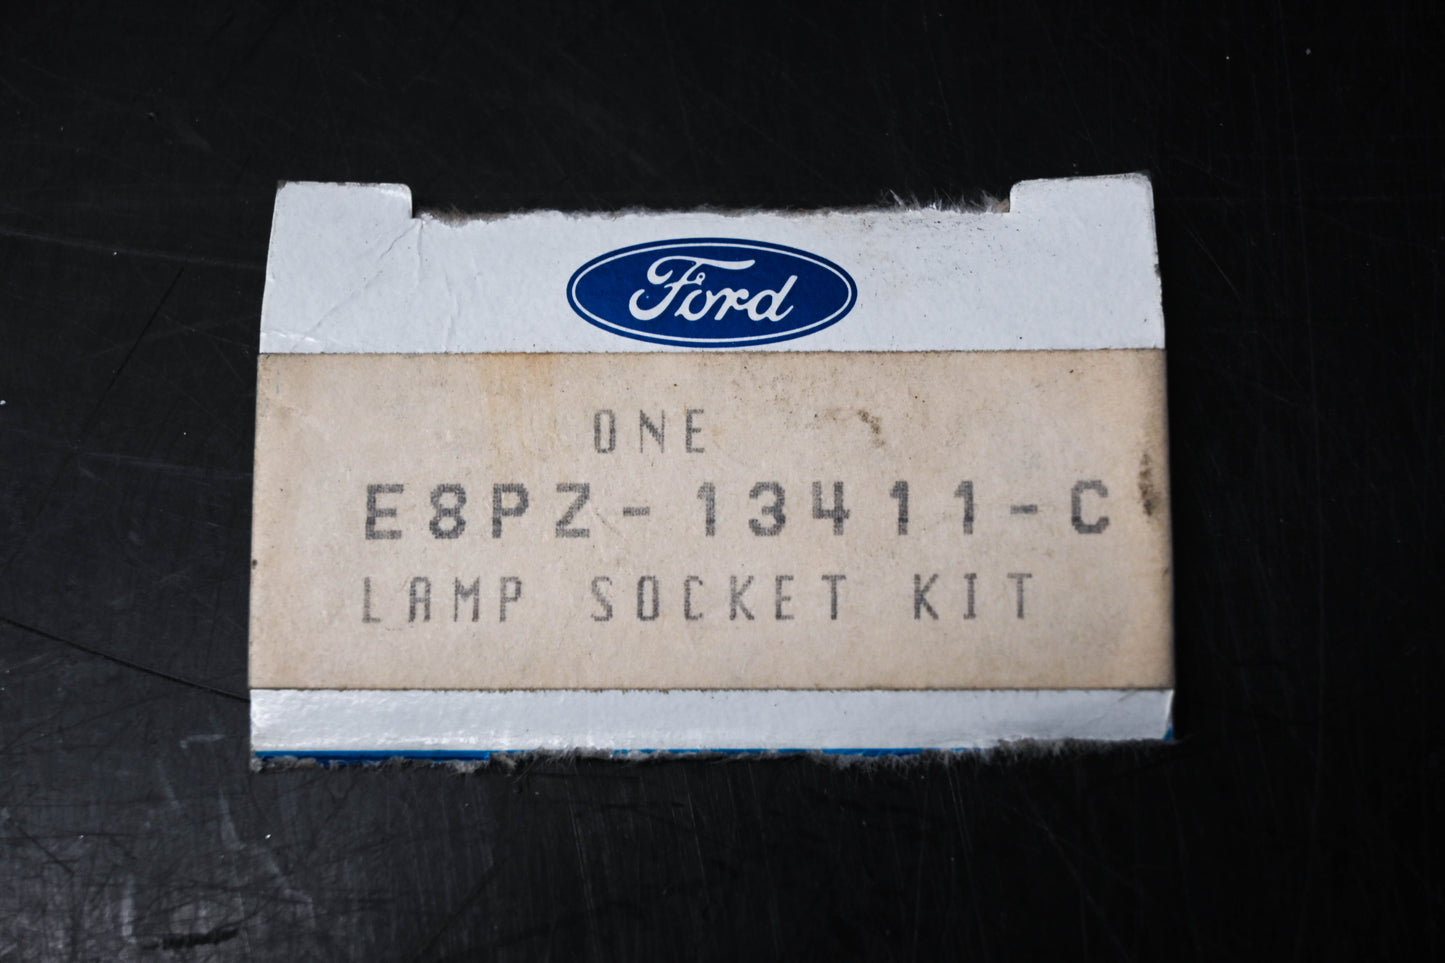 Ford
ONE
E8PZ-13411-C
LAMP SOCKET KIT